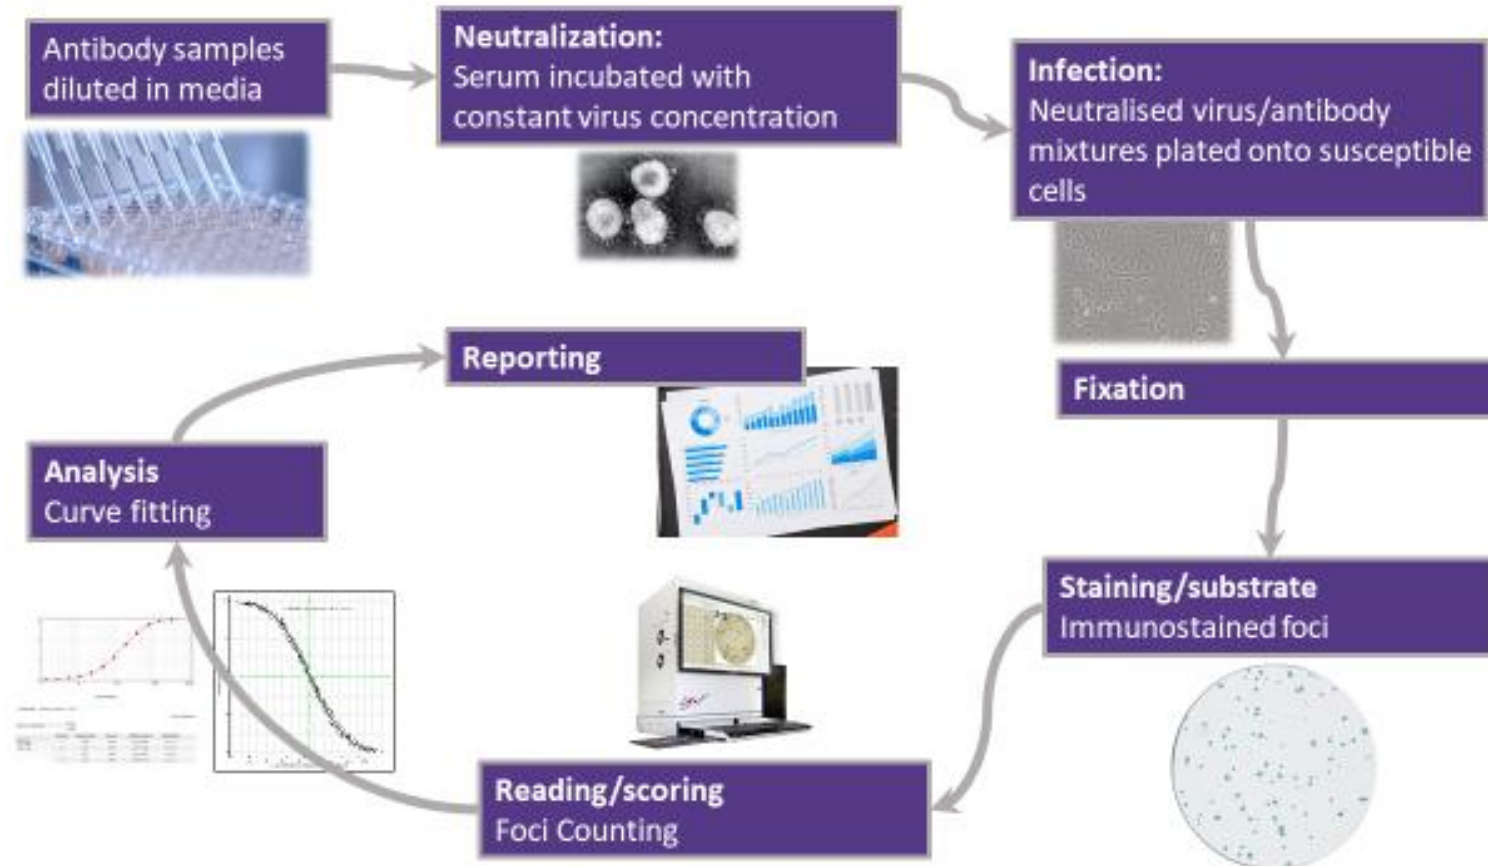 Antibody samples
diluted in media
Neutralization:
Serum incubated with
constant virus concentration
Infection:
Neutralised virus/antibody
mixtures plated onto susceptible
cells
Fixation
Staining/substrate
Immunostained foci
Reading/scoring
Foci Counting
Analysis
Curve fitting
Reporting